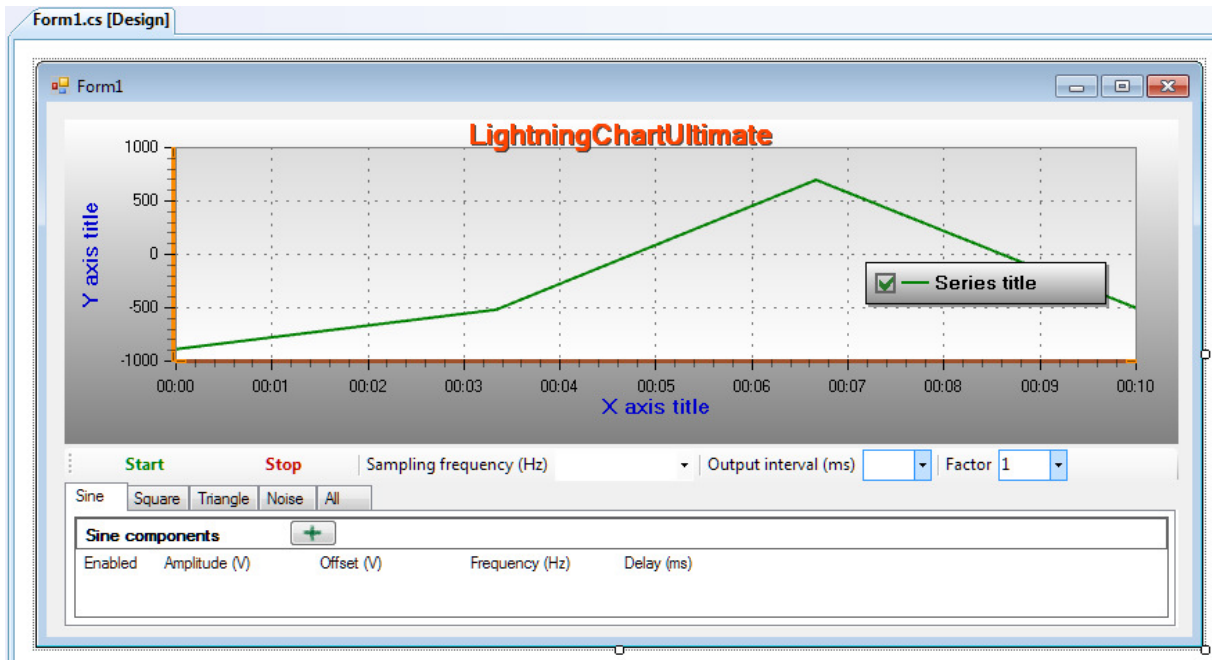 Form1.cs [Design]
Form1
LightningChartUltimate
1000
500
0
-500
-1000
Y axis title
Series title
00:00 00:01 00:02 00:03 00:04 00:05 00:06 00:07 00:08 00:09 00:10
X axis title
Start Stop Sampling frequency (Hz) Output interval (ms) Factor 1
Sine Square Triangle Noise All
Sine components
Enabled Amplitude (V) Offset (V) Frequency (Hz) Delay (ms)